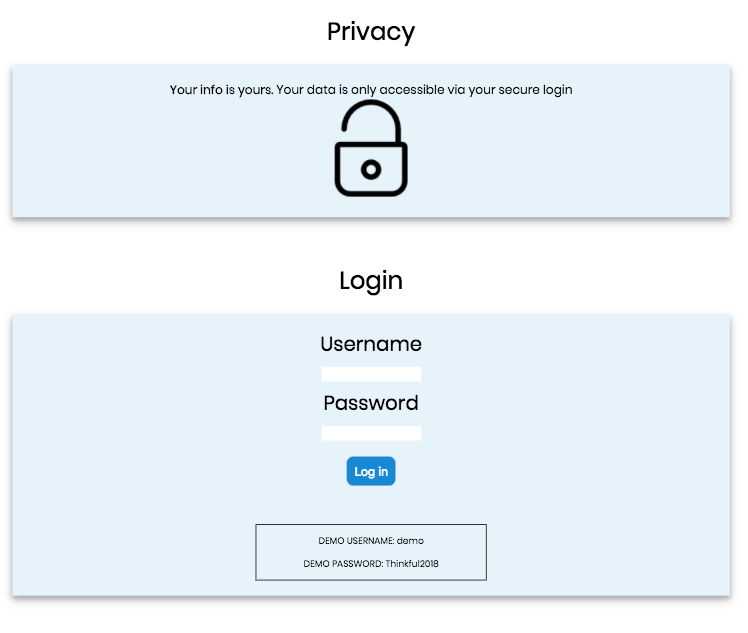 Privacy
Your info is yours. Your data is only accessible via your secure login
Login
Username
Password
Log in
DEMO USERNAME: demo
DEMO PASSWORD: Thinkful2018